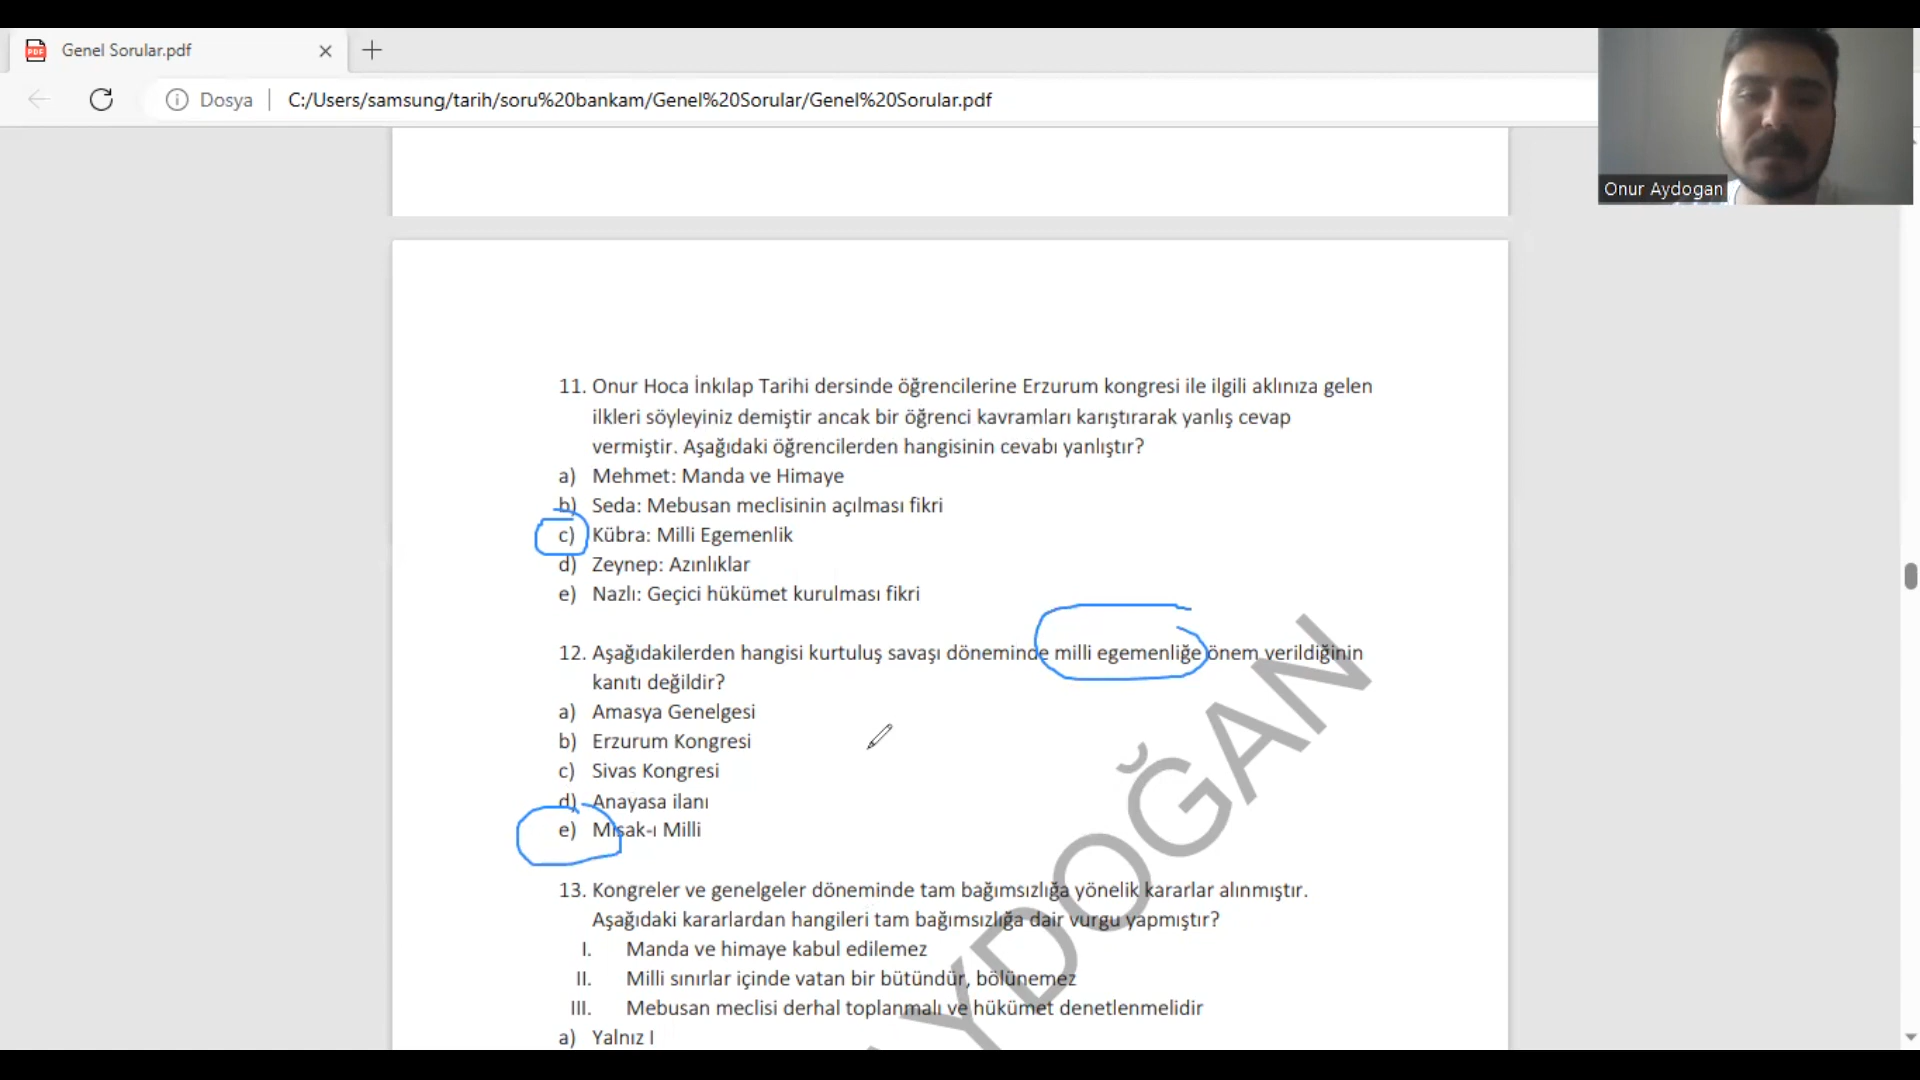 Genel Sorular.pdf
Dosya
C:/Users/samsung/tarih/soru%20bankam/Genel%20Sorular/Genel%20Sorular.pdf
Onur Aydogan
11. Onur Hoca İnkılap Tarihi dersinde öğrencilerine Erzurum kongresi ile ilgili aklınıza gelen
ilkleri söyleyiniz demiştir ancak bir öğrenci kavramları karıştırarak yanlış cevap
vermiştir. Aşağıdaki öğrencilerden hangisinin cevabı yanlıştır?
a) Mehmet: Manda ve Himaye
b) Seda: Mebusan meclisinin açılması fikri
c) Kübra: Milli Egemenlik
d) Zeynep: Azınlıklar
e) Nazlı: Geçici hükümet kurulması fikri
12. Aşağıdakilerden hangisi kurtuluş savaşı döneminde milli egemenliğe önem verildiğinin
kanıtı değildir?
a) Amasya Genelgesi
b) Erzurum Kongresi
c) Sivas Kongresi
d) Anayasa ilanı
e) Misak-ı Milli
13. Kongreler ve genelgeler döneminde tam bağımsızlığa yönelik kararlar alınmıştır.
Aşağıdaki kararlardan hangileri tam bağımsızlığa dair vurgu yapmıştır?
I. Manda ve himaye kabul edilemez
II. Milli sınırlar içinde vatan bir bütündür, bölünemez
III. Mebusan meclisi derhal toplanmalı ve hükümet denetlenmelidir
a) Yalnız I
YDOĞAN